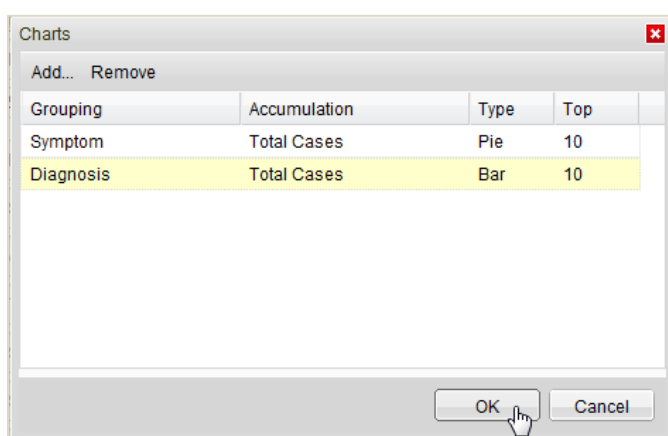 Charts
Add... Remove
Grouping Accumulation Type Top
Symptom Total Cases Pie 10
Diagnosis Total Cases Bar 10
OK Cancel